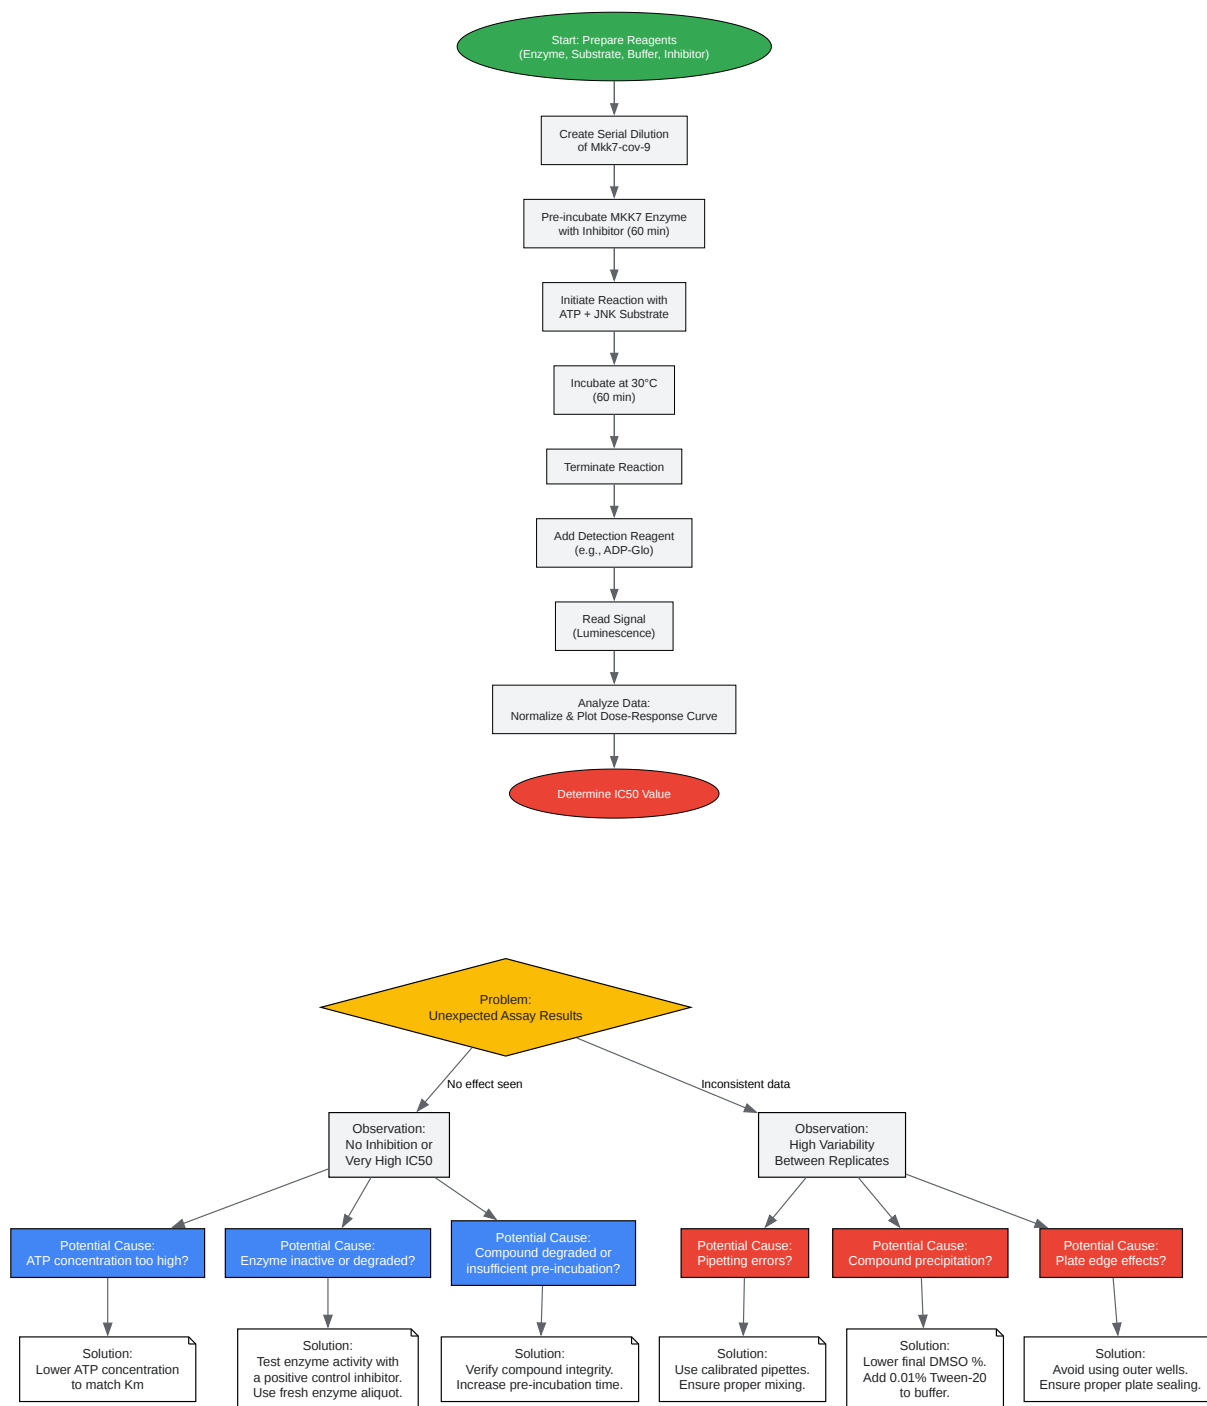 Start: Prepare Reagents
(Enzyme, Substrate, Buffer, Inhibitor)
Create Serial Dilution
of Mkk7-cov-9
Pre-incubate MKK7 Enzyme
with Inhibitor (60 min)
Initiate Reaction with
ATP + JNK Substrate
Incubate at 30°C
(60 min)
Terminate Reaction
Add Detection Reagent
(e.g., ADP-Glo)
Read Signal
(Luminescence)
Analyze Data:
Normalize & Plot Dose-Response Curve
Determine IC50 Value
Problem:
Unexpected Assay Results
No effect seen
Inconsistent data
Observation:
No Inhibition or
Very High IC50
Observation:
High Variability
Between Replicates
Potential Cause:
ATP concentration too high?
Potential Cause:
Enzyme inactive or degraded?
Potential Cause:
Compound degraded or
insufficient pre-incubation?
Potential Cause:
Pipetting errors?
Potential Cause:
Compound precipitation?
Potential Cause:
Plate edge effects?
Solution:
Lower ATP concentration
to match Km
Solution:
Test enzyme activity with
a positive control inhibitor.
Use fresh enzyme aliquot.
Solution:
Verify compound integrity.
Increase pre-incubation time.
Solution:
Use calibrated pipettes.
Ensure proper mixing.
Solution:
Lower final DMSO %.
Add 0.01% Tween-20
to buffer.
Solution:
Avoid using outer wells.
Ensure proper plate sealing.